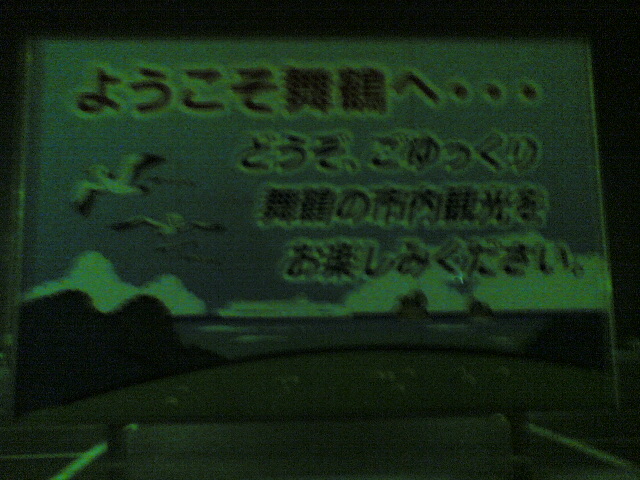 ようこそ舞鶴へ・・・
どうぞ、ごゆっくり
舞鶴の市内観光を
お楽しみください。